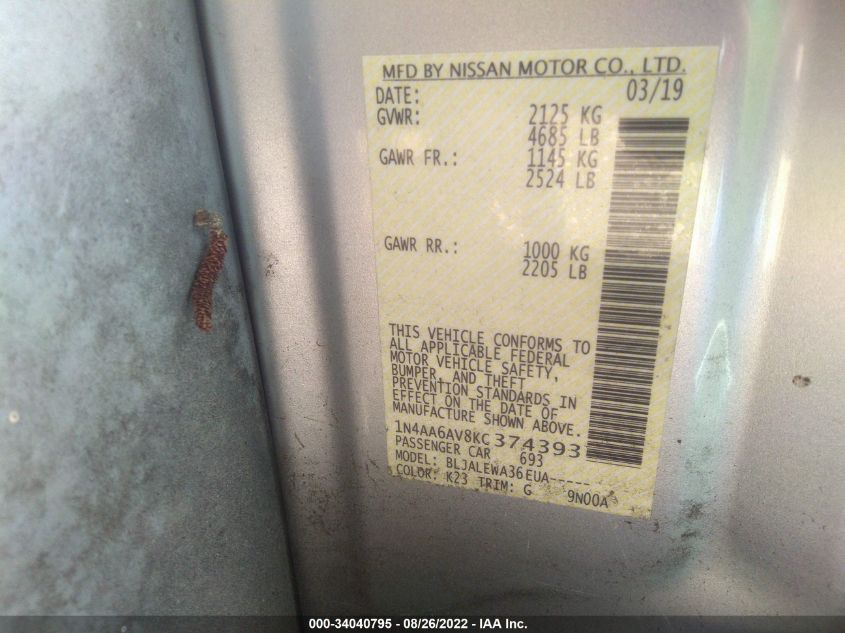 MFD BY NISSAN MOTOR CO., LTD.
DATE: 03/19
GVWR: 2125 KG
4685 LB
GAWR FR.: 1145 KG
2524 LB
GAWR RR.: 1000 KG
2205 LB
THIS VEHICLE CONFORMS TO
ALL APPLICABLE FEDERAL
MOTOR VEHICLE SAFETY,
BUMPER, AND THEFT
PREVENTION STANDARDS IN
EFFECT ON THE DATE OF
MANUFACTURE SHOWN ABOVE.
1N4AA6AV8KC374393
PASSENGER CAR 693
MODEL: BLJALEWA36EUA-----
COLOR: K23 TRIM: G 9N00A
000-34040795 - 08/26/2022 - IAA Inc.